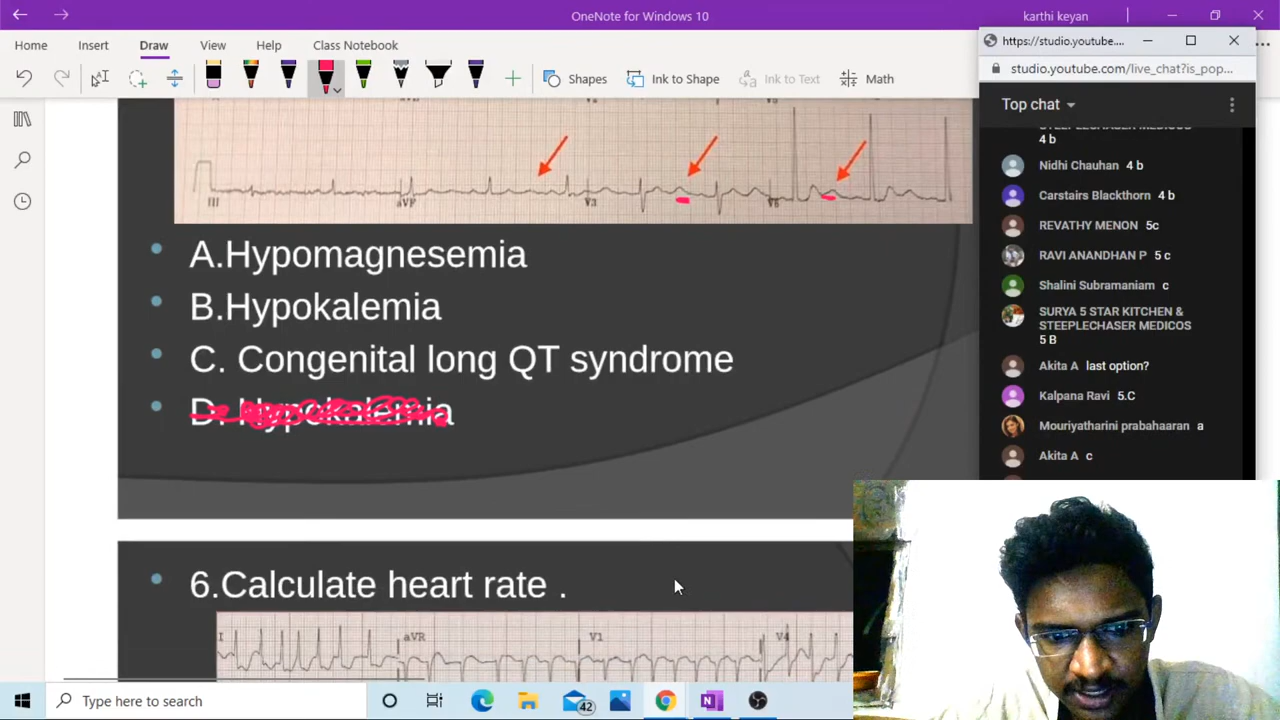 OneNote for Windows 10
karthi keyan
Home Insert Draw View Help Class Notebook
Shapes Ink to Shape Ink to Text Math
https://studio.youtube....
studio.youtube.com/live_chat?is_pop...
Top chat
STEEPLECHASER MEDICOS
4 b
Nidhi Chauhan 4 b
Carstairs Blackthorn 4 b
REVATHY MENON 5c
RAVI ANANDHAN P 5 c
Shalini Subramaniam c
SURYA 5 STAR KITCHEN &
STEEPLECHASER MEDICOS
5 B
Akita A last option?
Kalpana Ravi 5.C
Mouriyatharini prabahaaran a
Akita A c
III aVF V3 V6
A.Hypomagnesemia
B.Hypokalemia
C. Congenital long QT syndrome
D. Hypokalemia
6.Calculate heart rate .
I aVR V1 V4
Type here to search
42